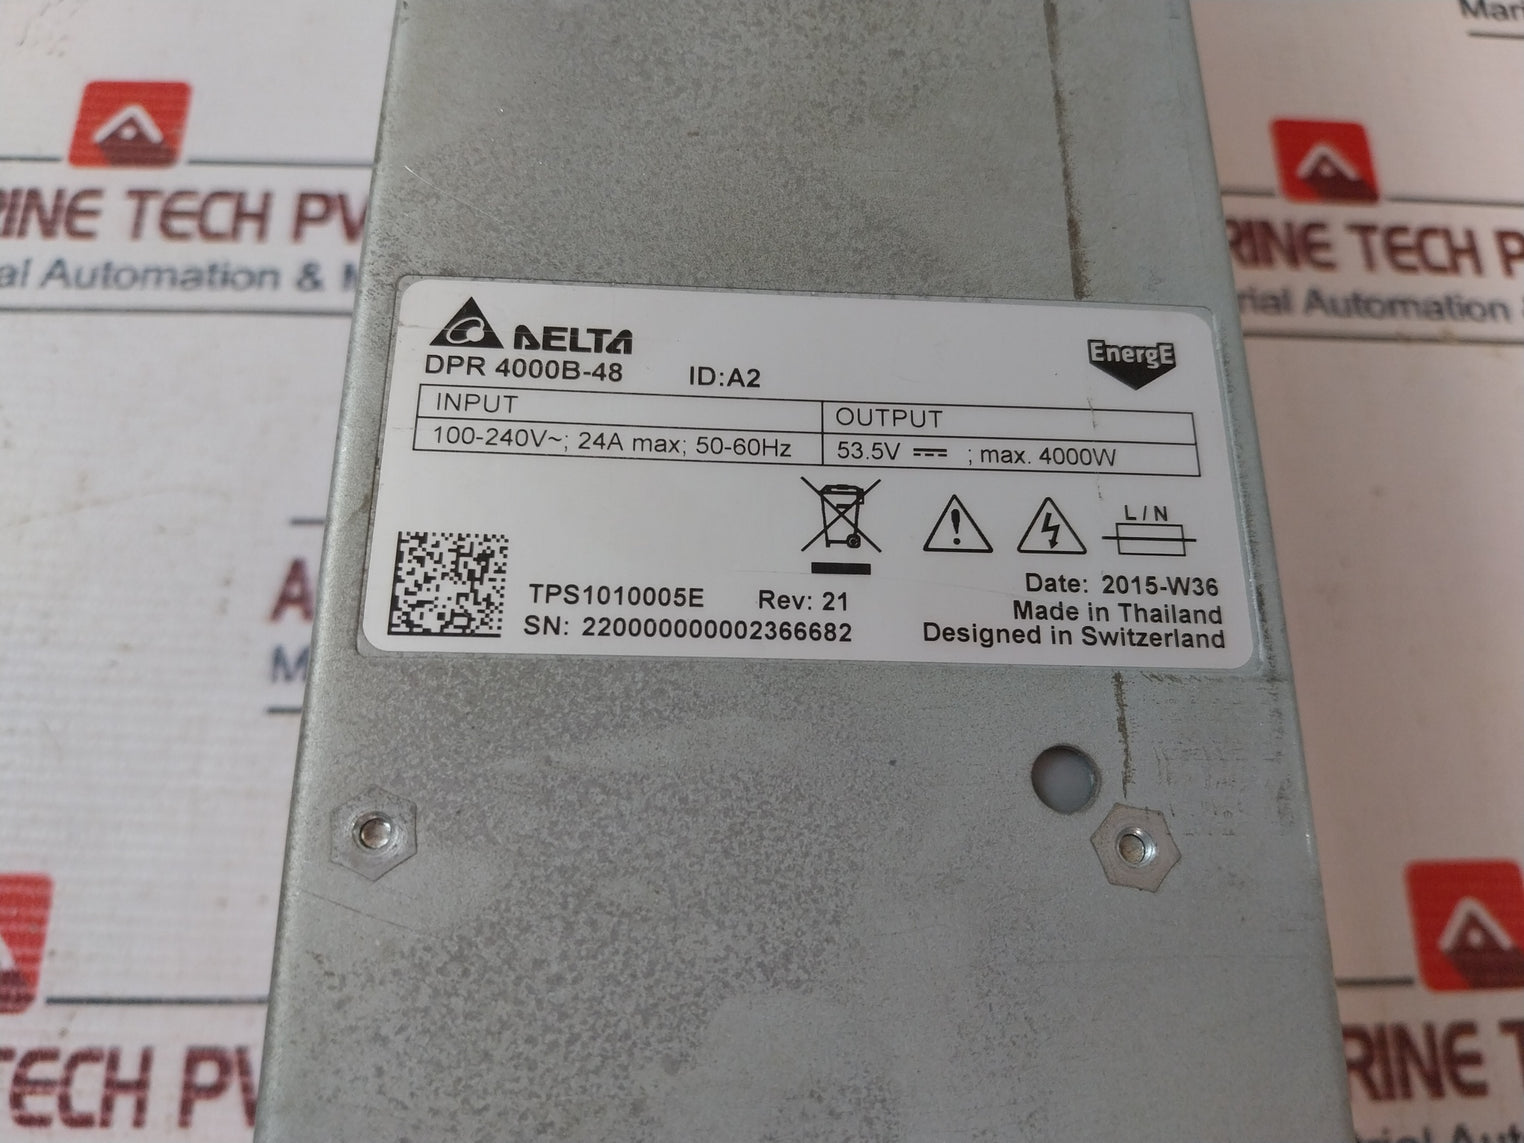 Mari
RINE TECH PV
al Automation & M
RINE TECH P
rial Automation &
DELTA
DPR 4000B-48 ID:A2
EnergE
INPUT
OUTPUT
100-240V~; 24A max; 50-60Hz
53.5V ⎓ ; max. 4000W
L/N
TPS1010005E Rev: 21
SN: 220000000002366682
Date: 2015-W36
Made in Thailand
Designed in Switzerland
A
M
TECH PV
RINE T